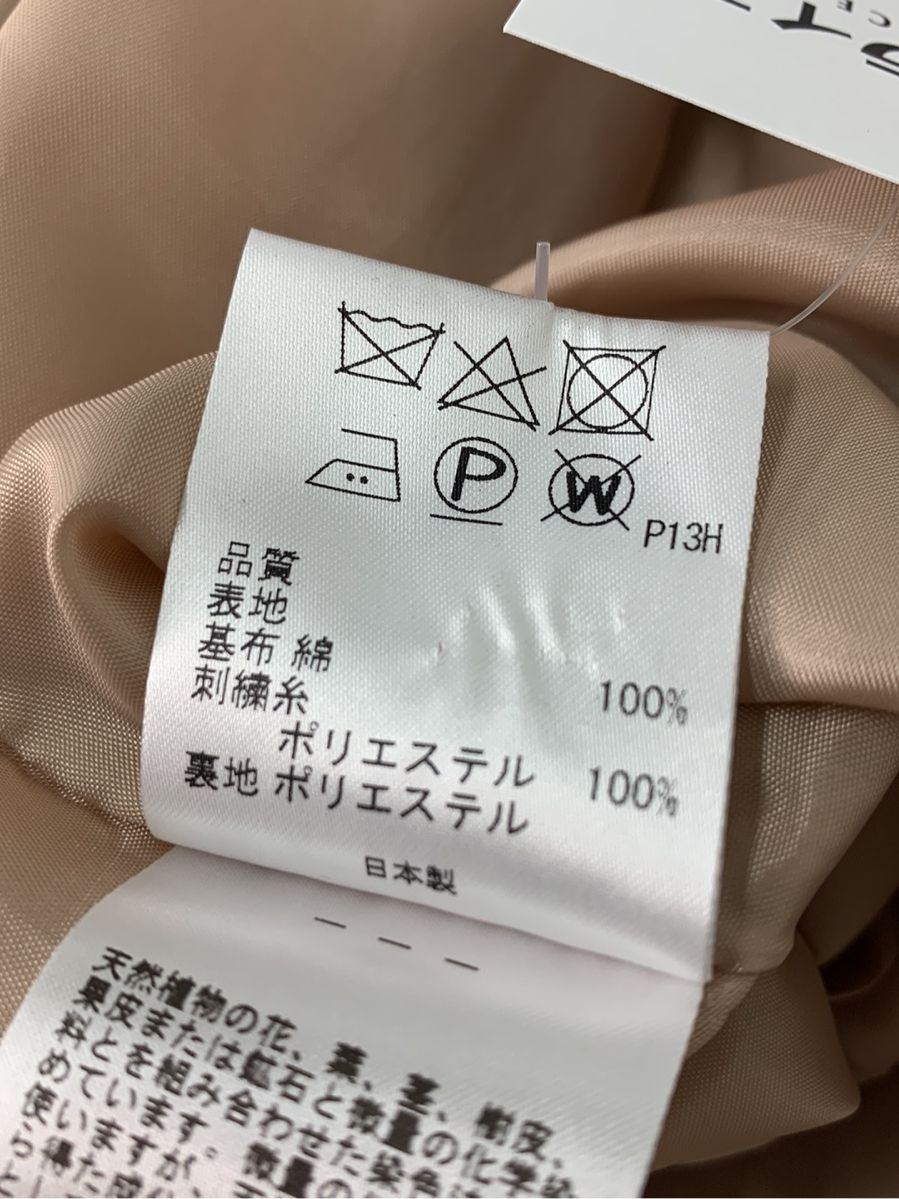 P
W
P13H
品質
表地
基布 綿 100%
刺繍糸
ポリエステル 100%
裏地 ポリエステル
日本製
天然植物の花、葉、茎、樹皮、
果皮または鉱石と微量の化学染
料とを組み合わせた染色
めています。微量の
使いますが